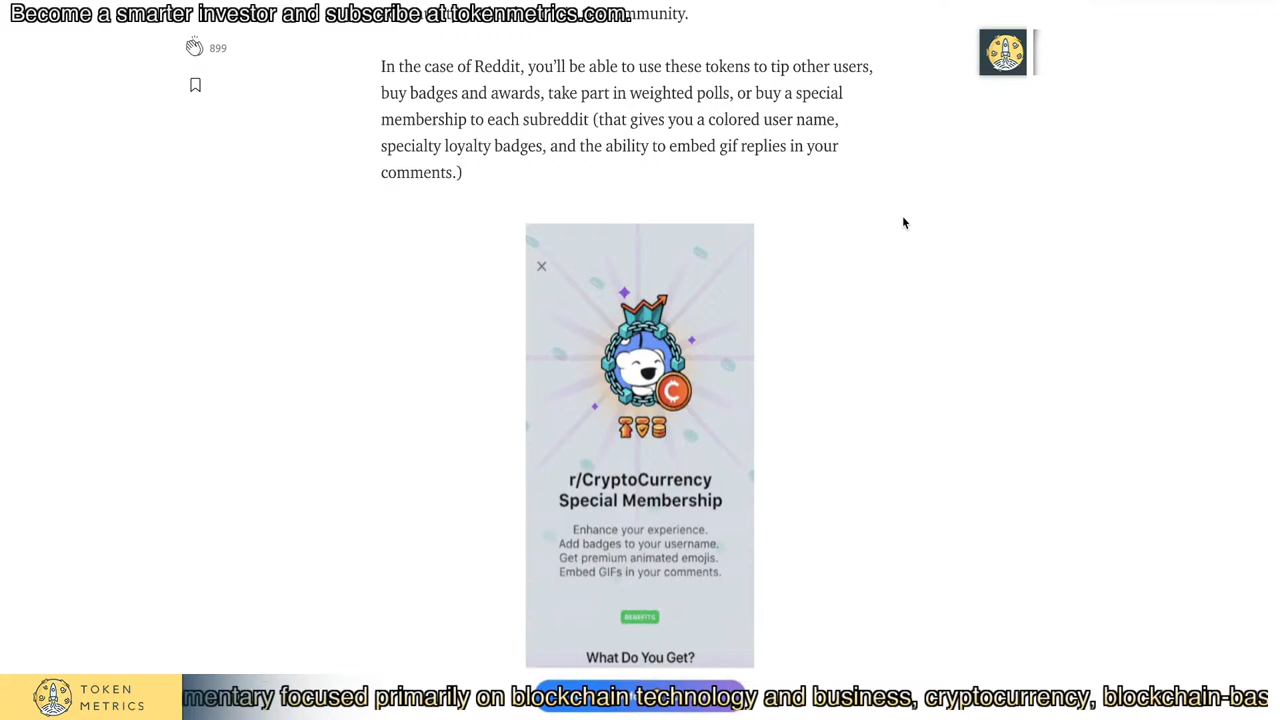 Become a smarter investor and subscribe at tokenmetrics.com.
mmunity.
899
In the case of Reddit, you'll be able to use these tokens to tip other users,
buy badges and awards, take part in weighted polls, or buy a special
membership to each subreddit (that gives you a colored user name,
specialty loyalty badges, and the ability to embed gif replies in your
comments.)
r/CryptoCurrency
Special Membership
Enhance your experience.
Add badges to your username.
Get premium animated emojis.
Embed GIFs in your comments.
BENEFITS
What Do You Get?
TOKEN
METRICS
mentary focused primarily on blockchain technology and business, cryptocurrency, blockchain-bas